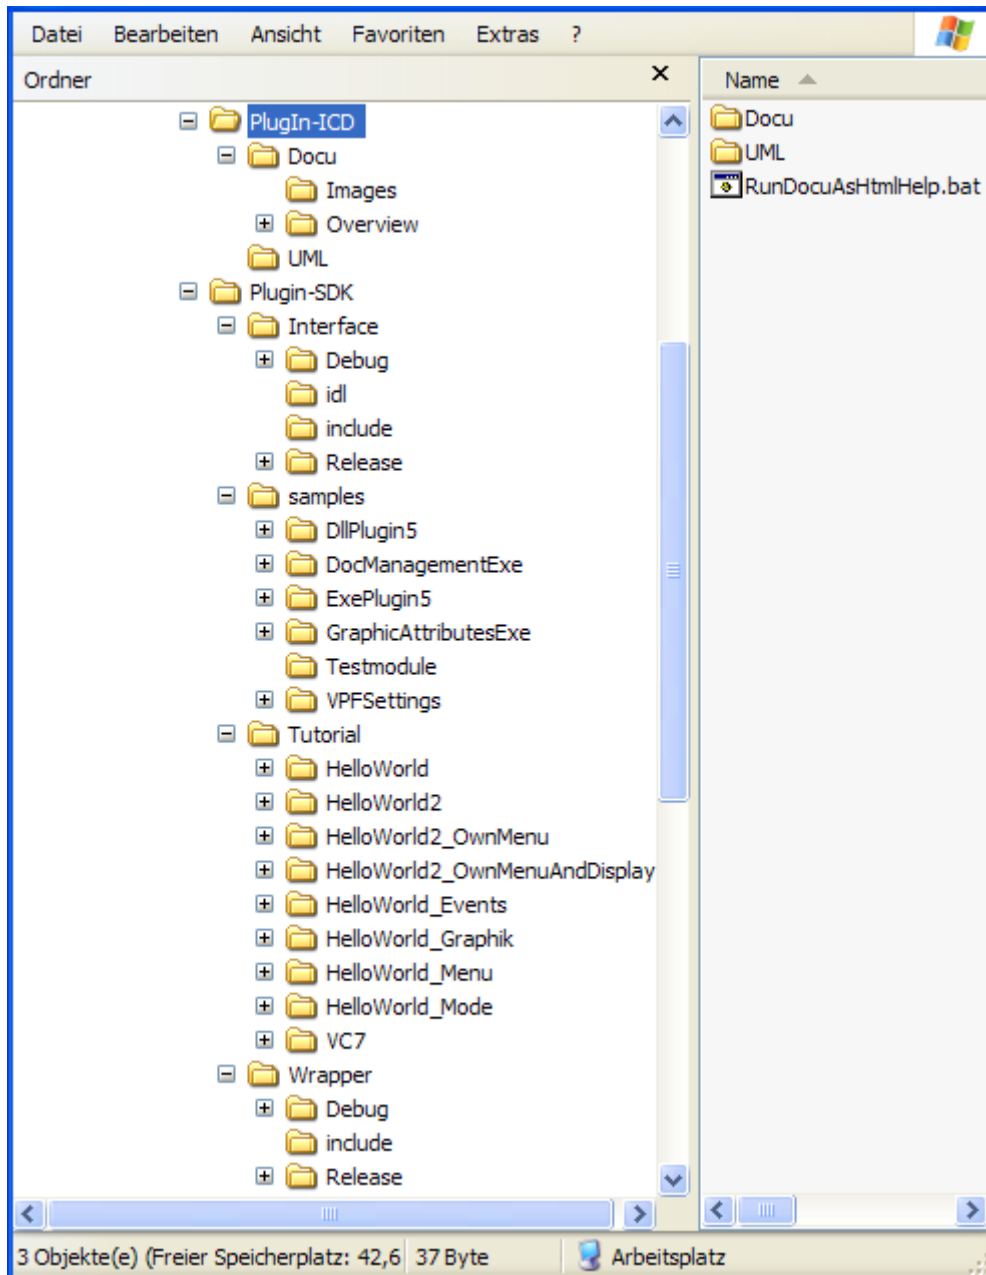 Datei Bearbeiten Ansicht Favoriten Extras ?
Ordner
PlugIn-ICD
Docu
Images
Overview
UML
Plugin-SDK
Interface
Debug
idl
include
Release
samples
DllPlugin5
DocManagementExe
ExePlugin5
GraphicAttributesExe
Testmodule
VPFSettings
Tutorial
HelloWorld
HelloWorld2
HelloWorld2_OwnMenu
HelloWorld2_OwnMenuAndDisplay
HelloWorld_Events
HelloWorld_Graphik
HelloWorld_Menu
HelloWorld_Mode
VC7
Wrapper
Debug
include
Release
Name
Docu
UML
RunDocuAsHtmlHelp.bat
3 Objekte(e) (Freier Speicherplatz: 42,6 37 Byte Arbeitsplatz